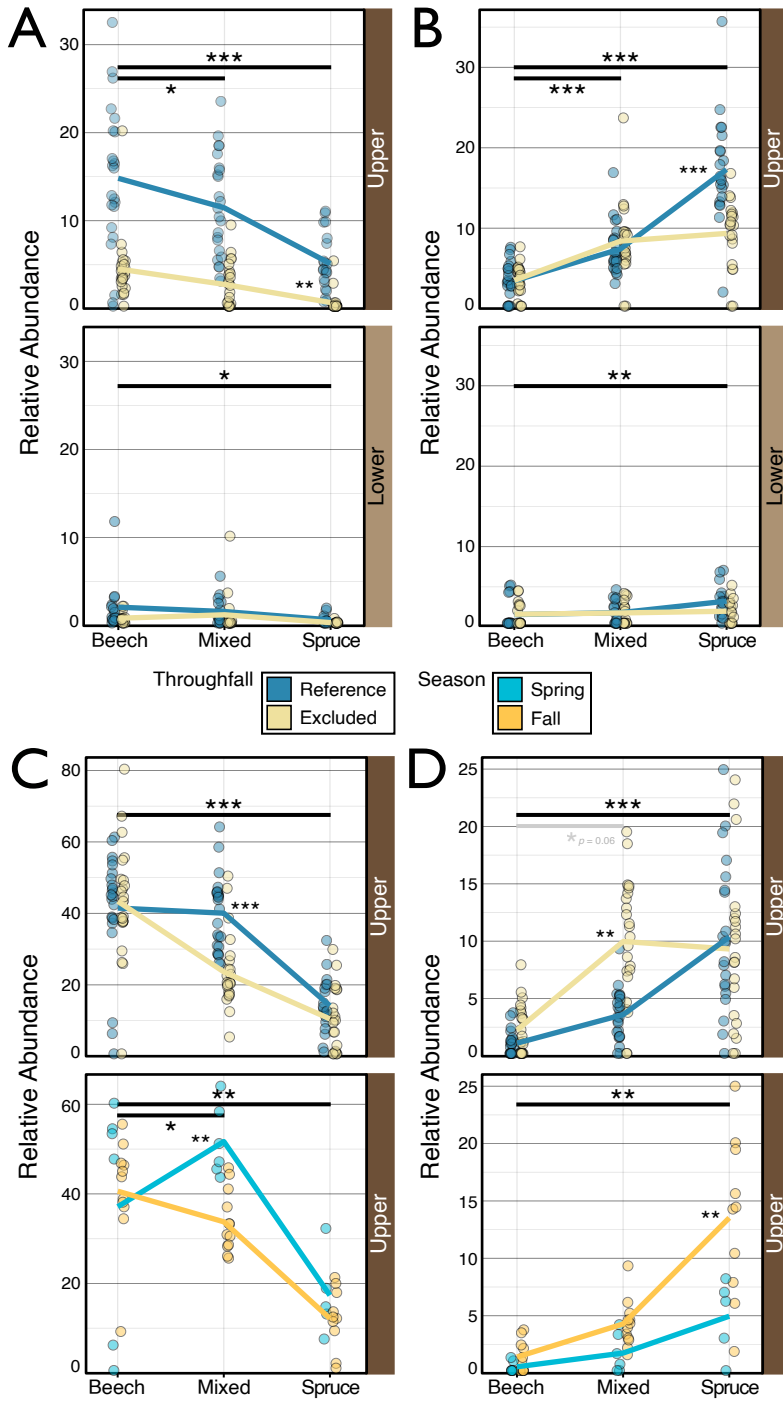 A
B
30
20
10
0
Relative Abundance
***
*
**
Upper
30
20
10
0
Relative Abundance
***
***
***
Upper
30
20
10
0
*
Lower
Beech Mixed Spruce
30
20
10
0
**
Lower
Beech Mixed Spruce
Throughfall
Reference
Excluded
Season
Spring
Fall
C
D
80
60
40
20
0
Relative Abundance
***
***
Upper
25
20
15
10
5
0
Relative Abundance
***
* p = 0.06
**
Upper
60
40
20
0
**
*
**
Upper
Beech Mixed Spruce
25
20
15
10
5
0
**
**
Upper
Beech Mixed Spruce